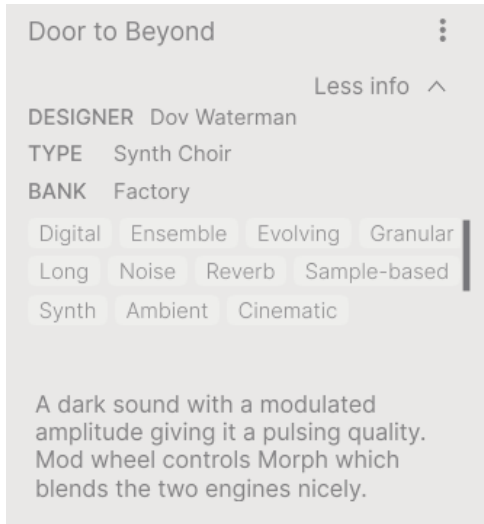 Door to Beyond
Less info
DESIGNER Dov Waterman
TYPE Synth Choir
BANK Factory
Digital Ensemble Evolving Granular
Long Noise Reverb Sample-based
Synth Ambient Cinematic
A dark sound with a modulated
amplitude giving it a pulsing quality.
Mod wheel controls Morph which
blends the two engines nicely.